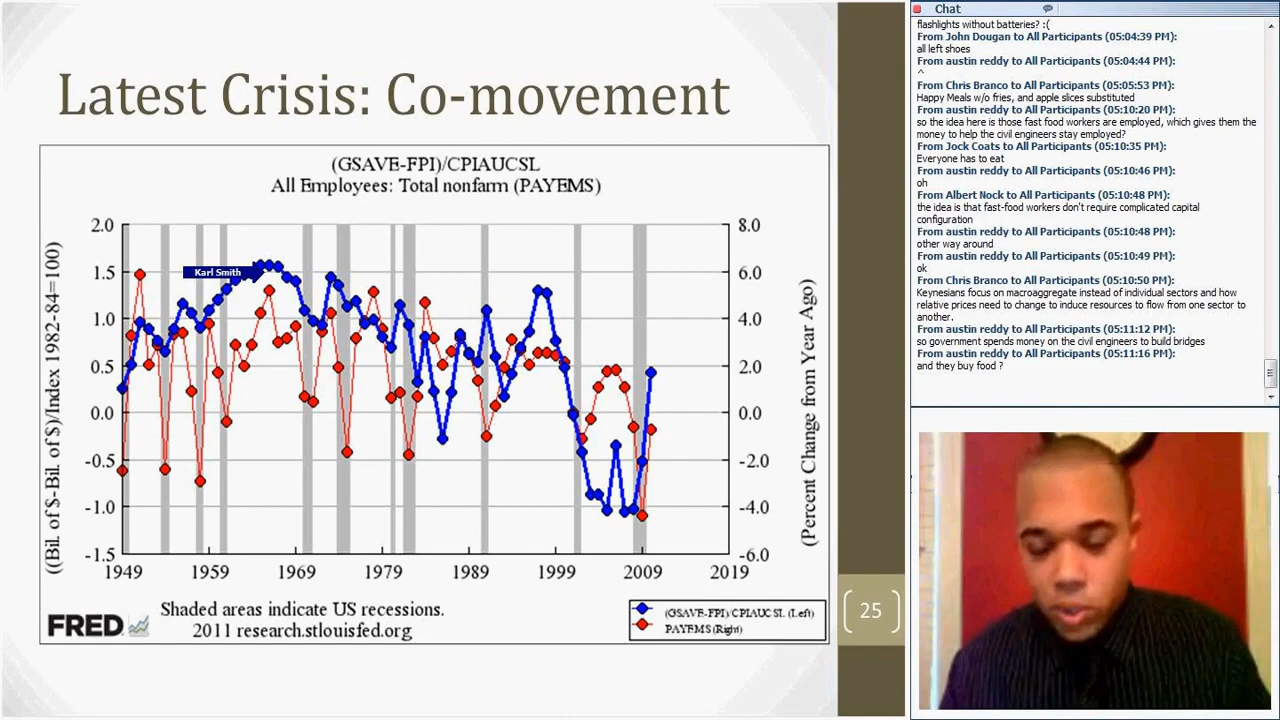 Latest Crisis: Co-movement
(GSAVE-FPI)/CPIAUCSL
All Employees: Total nonfarm (PAYEMS)
2.0
1.5
1.0
0.5
0.0
-0.5
-1.0
-1.5
((Bil. of $-Bil. of $)/Index 1982-84=100)
Karl Smith
8.0
6.0
4.0
2.0
0.0
-2.0
-4.0
-6.0
(Percent Change from Year Ago)
1949 1959 1969 1979 1989 1999 2009 2019
Shaded areas indicate US recessions.
FRED 2011 research.stlouisfed.org
(GSAVE-FPI)/CPIAUCSL (Left)
PAYEMS (Right)
25
Chat
flashlights without batteries? :(
From John Dougan to All Participants (05:04:39 PM):
all left shoes
From austin reddy to All Participants (05:04:44 PM):
^
From Chris Branco to All Participants (05:05:53 PM):
Happy Meals w/o fries, and apple slices substituted
From austin reddy to All Participants (05:10:20 PM):
so the idea here is those fast food workers are employed, which gives them the
money to help the civil engineers stay employed?
From Jock Coats to All Participants (05:10:35 PM):
Everyone has to eat
From austin reddy to All Participants (05:10:46 PM):
oh
From Albert Nock to All Participants (05:10:48 PM):
the idea is that fast-food workers don't require complicated capital
configuration
From austin reddy to All Participants (05:10:48 PM):
other way around
From austin reddy to All Participants (05:10:49 PM):
ok
From Chris Branco to All Participants (05:10:50 PM):
Keynesians focus on macroaggregate instead of individual sectors and how
relative prices need to change to induce resources to flow from one sector to
another.
From austin reddy to All Participants (05:11:12 PM):
so government spends money on the civil engineers to build bridges
From austin reddy to All Participants (05:11:16 PM):
and they buy food ?